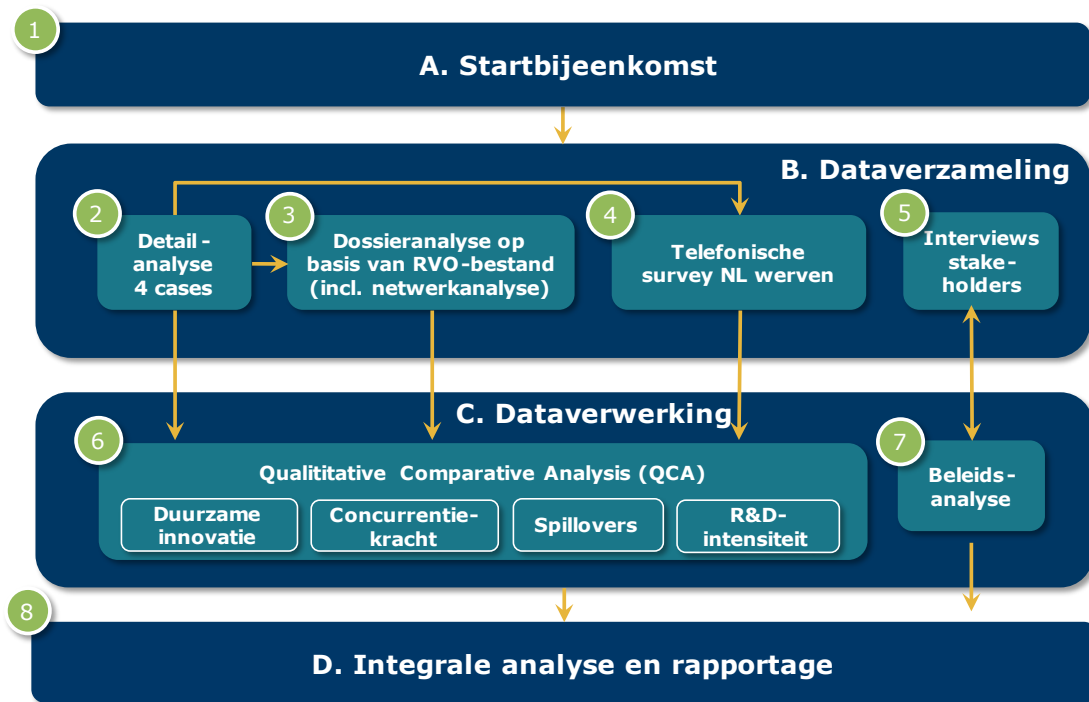 1
A. Startbijeenkomst
B. Dataverzameling
2
Detail-
analyse
4 cases
3
Dossieranalyse op
basis van RVO-bestand
(incl. netwerkanalyse)
4
Telefonische
survey NL werven
5
Interviews
stake-
holders
C. Dataverwerking
6
Qualititative Comparative Analysis (QCA)
Duurzame
innovatie
Concurrentie-
kracht
Spillovers
R&D-
intensiteit
7
Beleids-
analyse
8
D. Integrale analyse en rapportage